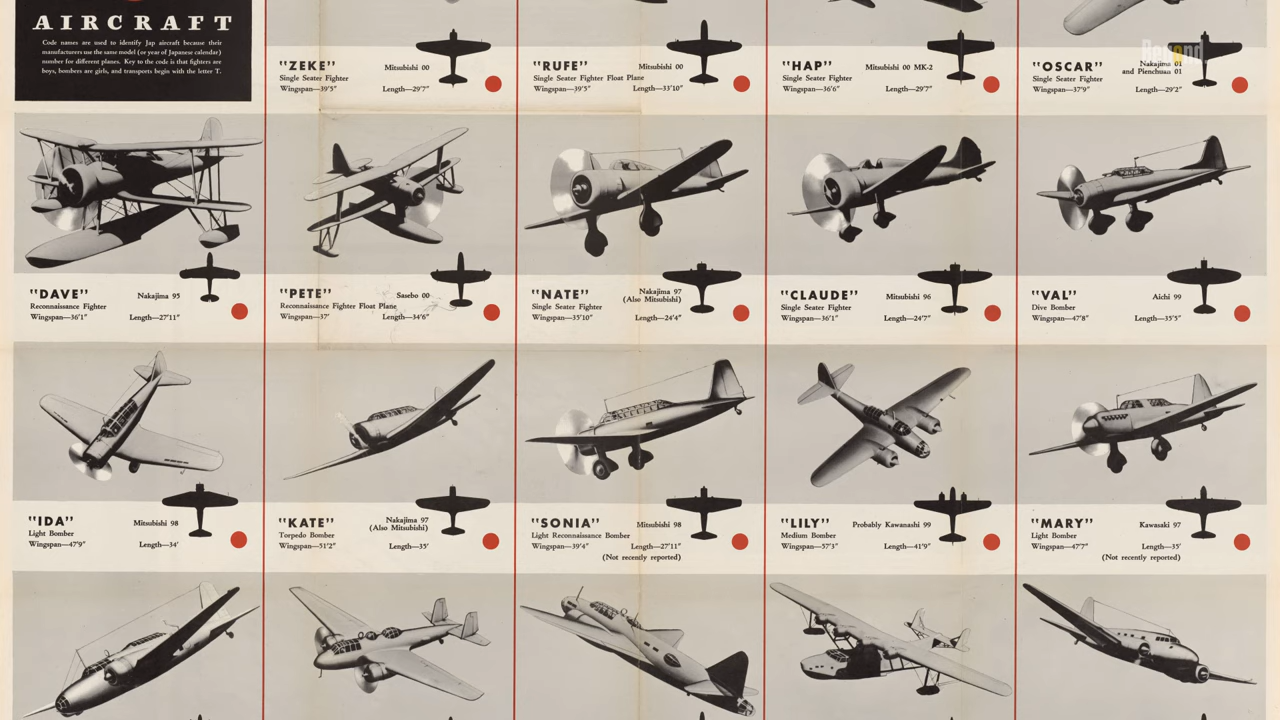 AIRCRAFT
Code names are used to identify Jap aircraft because their
manufacturers use the same model (or year of Japanese calendar)
number for different planes. Key to the code is that fighters are
boys, bombers are girls, and transports begin with the letter T.
"ZEKE" Mitsubishi 00
Single Seater Fighter
Wingspan—39'5" Length—29'7"
"RUFE" Mitsubishi 00
Single Seater Fighter Float Plane
Wingspan—39'5" Length—33'10"
"HAP" Mitsubishi 00 MK-2
Single Seater Fighter
Wingspan—36'6" Length—29'7"
Beyond
"OSCAR" Nakajima 01
and Pienchuan 01
Single Seater Fighter
Wingspan—37'9" Length—29'2"
"DAVE" Nakajima 95
Reconnaissance Fighter
Wingspan—36'1" Length—27'11"
"PETE" Sasebo 00
Reconnaissance Fighter Float Plane
Wingspan—37' Length—34'6"
"NATE" Nakajima 97
(Also Mitsubishi)
Single Seater Fighter
Wingspan—35'10" Length—24'4"
"CLAUDE" Mitsubishi 96
Single Seater Fighter
Wingspan—36'1" Length—24'7"
"VAL" Aichi 99
Dive Bomber
Wingspan—47'8" Length—35'5"
"IDA" Mitsubishi 98
Light Bomber
Wingspan—47'9" Length—34'
"KATE" Nakajima 97
(Also Mitsubishi)
Torpedo Bomber
Wingspan—51'2" Length—35'
"SONIA" Mitsubishi 98
Light Reconnaissance Bomber
Wingspan—39'4" Length—27'11"
(Not recently reported)
"LILY" Probably Kawanashi 99
Medium Bomber
Wingspan—57'3" Length—41'9"
"MARY" Kawasaki 97
Light Bomber
Wingspan—47'7" Length—35'
(Not recently reported)